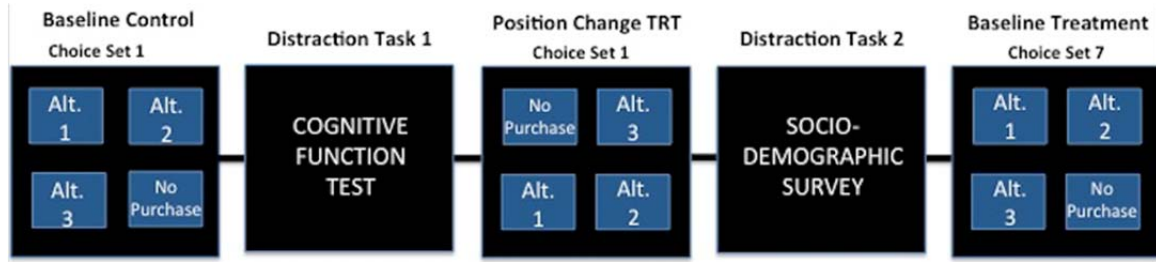 Baseline Control
Choice Set 1
Alt.
1
Alt.
2
Alt.
3
No
Purchase
Distraction Task 1
COGNITIVE
FUNCTION
TEST
Position Change TRT
Choice Set 1
No
Purchase
Alt.
3
Alt.
1
Alt.
2
Distraction Task 2
SOCIO-
DEMOGRAPHIC
SURVEY
Baseline Treatment
Choice Set 7
Alt.
1
Alt.
2
Alt.
3
No
Purchase